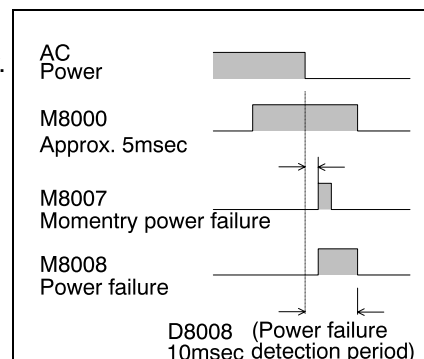 AC
Power
M8000
Approx. 5msec
M8007
Momentry power failure
M8008
Power failure
D8008 (Power failure
10msec detection period)